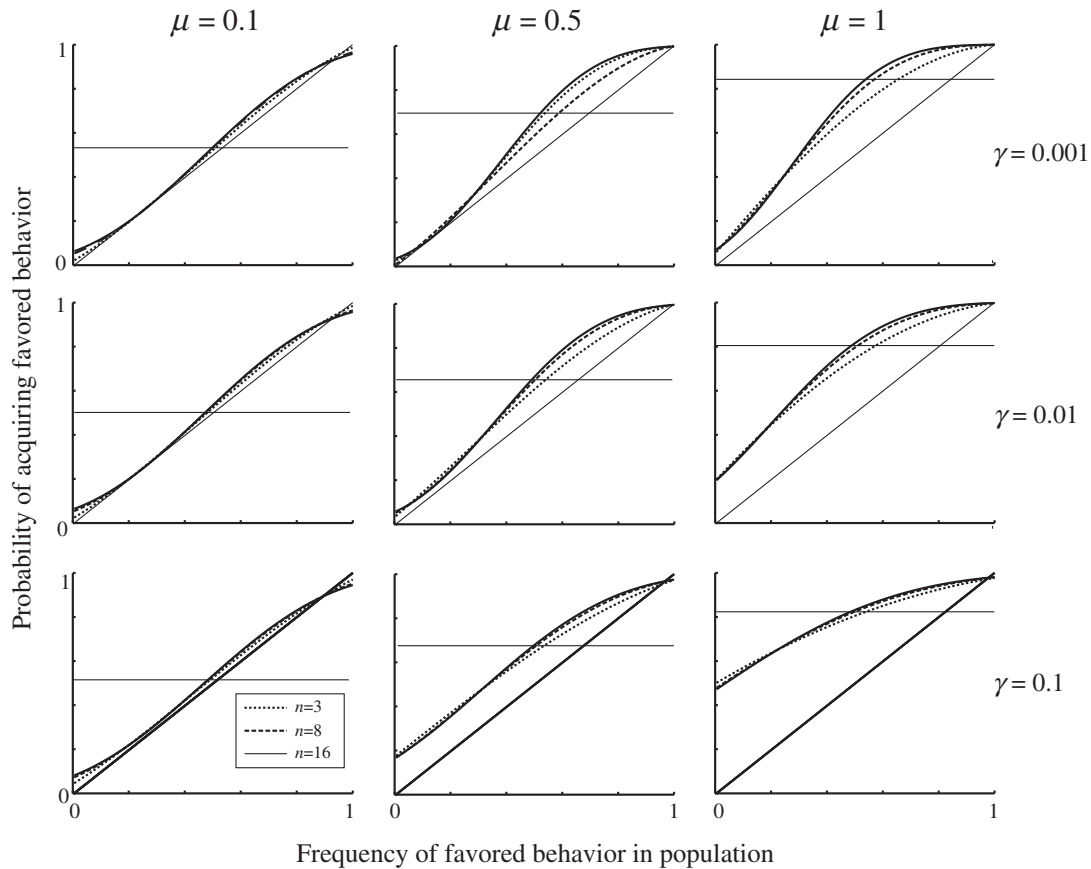 μ = 0.1
μ = 0.5
μ = 1
Probability of acquiring favored behavior
1
0
γ = 0.001
1
0
γ = 0.01
1
0
γ = 0.1
n=3
n=8
n=16
0
1
0
1
0
1
Frequency of favored behavior in population